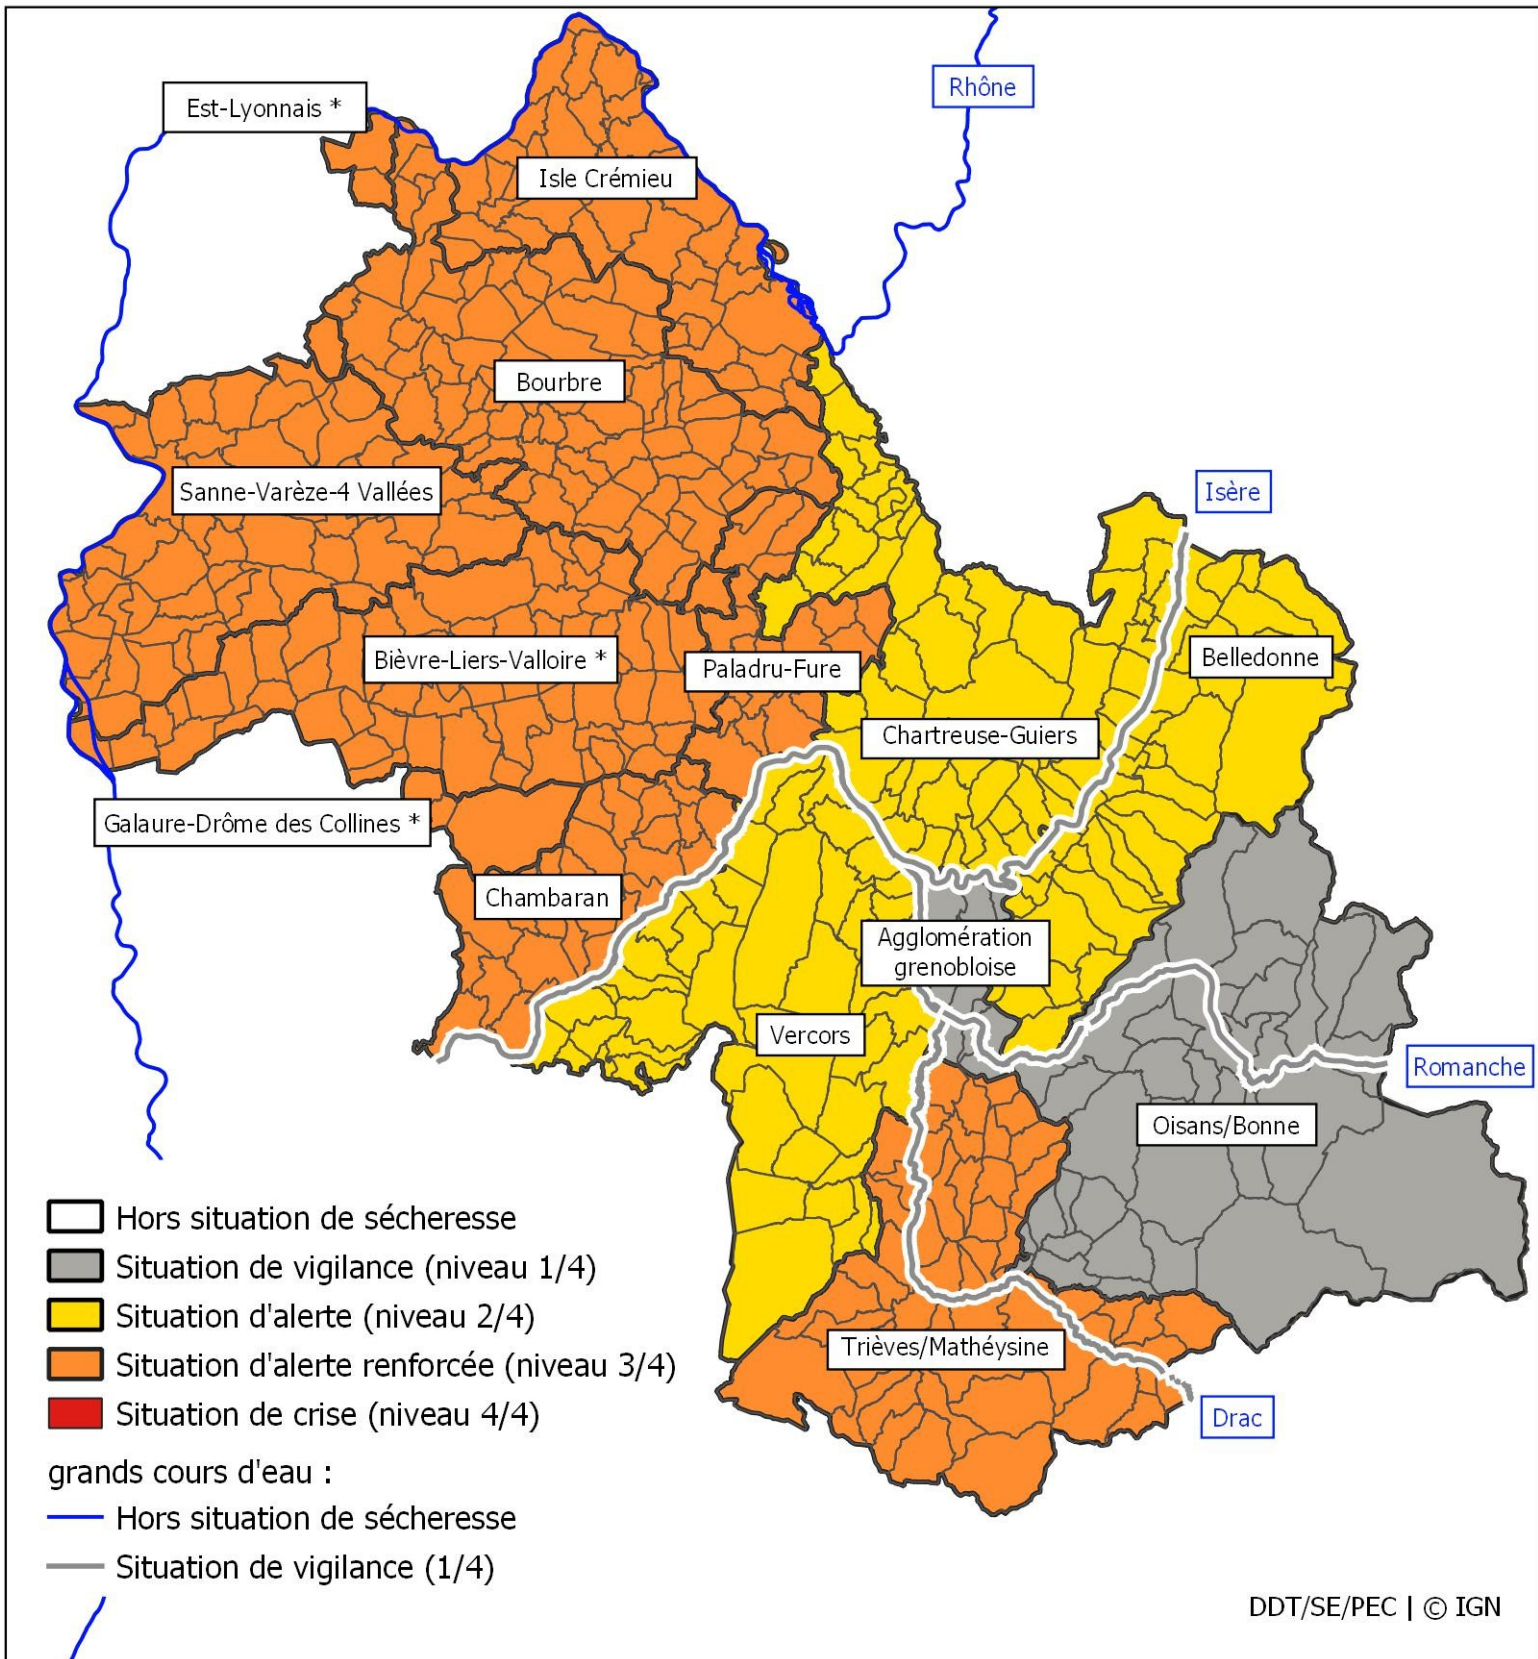 Rhône
Est-Lyonnais *
Isle Crémieu
Bourbre
Sanne-Varèze-4 Vallées
Isère
Bièvre-Liers-Valloire *
Paladru-Fure
Belledonne
Chartreuse-Guiers
Galaure-Drôme des Collines *
Chambaran
Agglomération
grenobloise
Vercors
Romanche
Oisans/Bonne
Trièves/Mathéysine
Drac
Hors situation de sécheresse
Situation de vigilance (niveau 1/4)
Situation d'alerte (niveau 2/4)
Situation d'alerte renforcée (niveau 3/4)
Situation de crise (niveau 4/4)
grands cours d'eau :
Hors situation de sécheresse
Situation de vigilance (1/4)
DDT/SE/PEC | © IGN